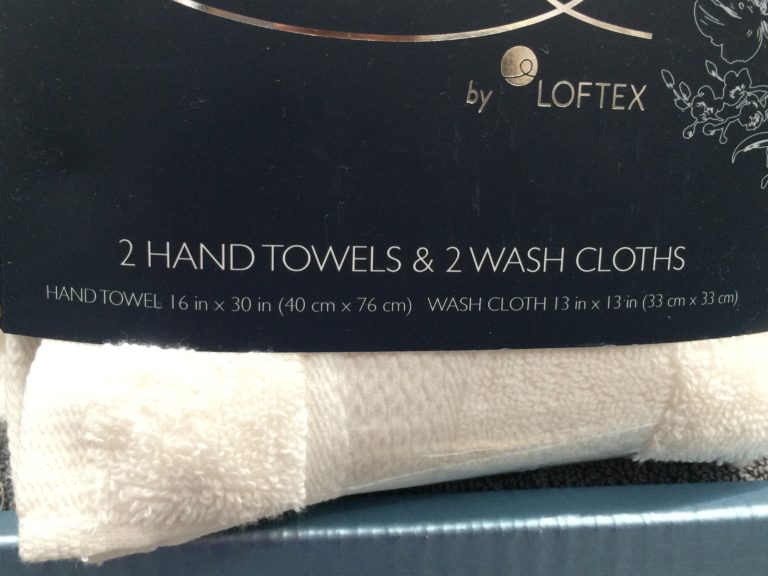 by LOFTEX
2 HAND TOWELS & 2 WASH CLOTHS
HAND TOWEL 16 in x 30 in (40 cm x 76 cm) WASH CLOTH 13 in x 13 in (33 cm x 33 cm)